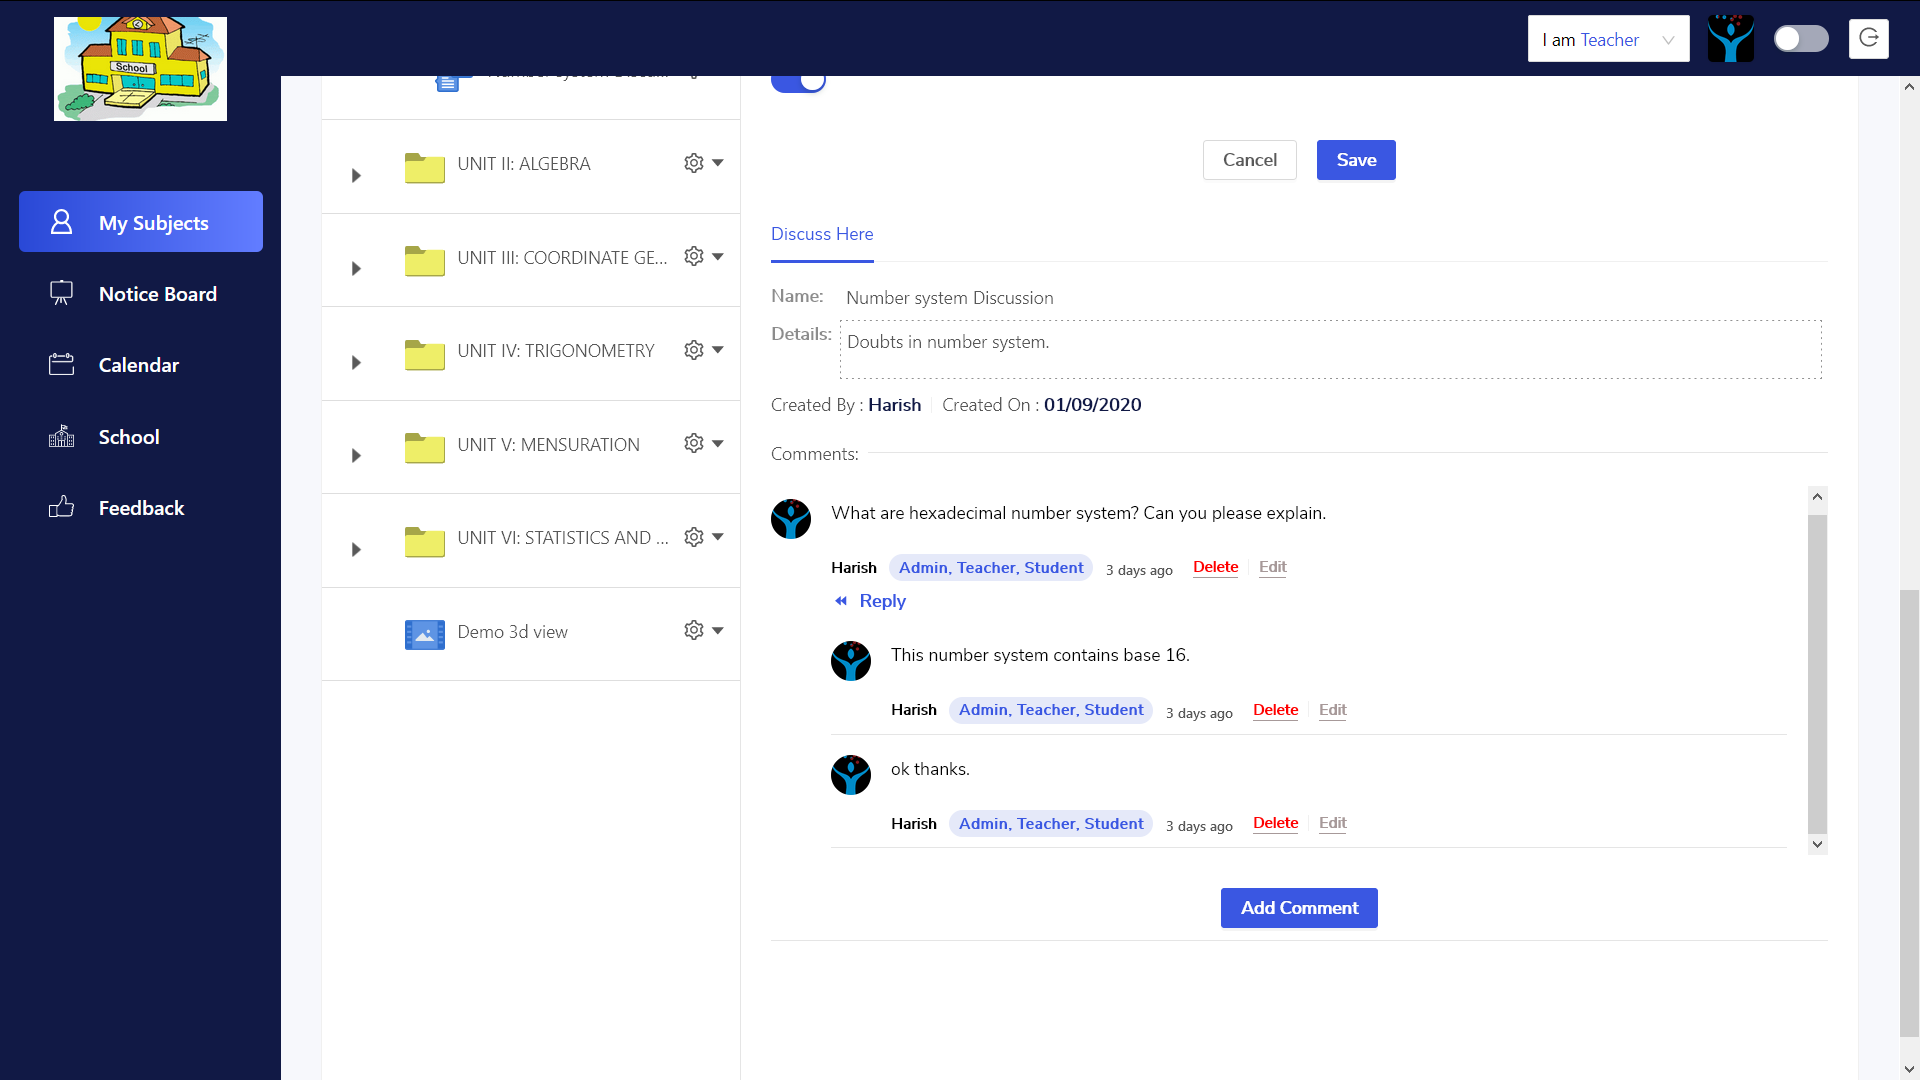 School
I am Teacher
My Subjects
Notice Board
Calendar
School
Feedback
UNIT II: ALGEBRA
UNIT III: COORDINATE GE...
UNIT IV: TRIGONOMETRY
UNIT V: MENSURATION
UNIT VI: STATISTICS AND ...
Demo 3d view
Cancel
Save
Discuss Here
Name: Number system Discussion
Details: Doubts in number system.
Created By : Harish Created On : 01/09/2020
Comments:
What are hexadecimal number system? Can you please explain.
Harish Admin, Teacher, Student 3 days ago Delete Edit
Reply
This number system contains base 16.
Harish Admin, Teacher, Student 3 days ago Delete Edit
ok thanks.
Harish Admin, Teacher, Student 3 days ago Delete Edit
Add Comment